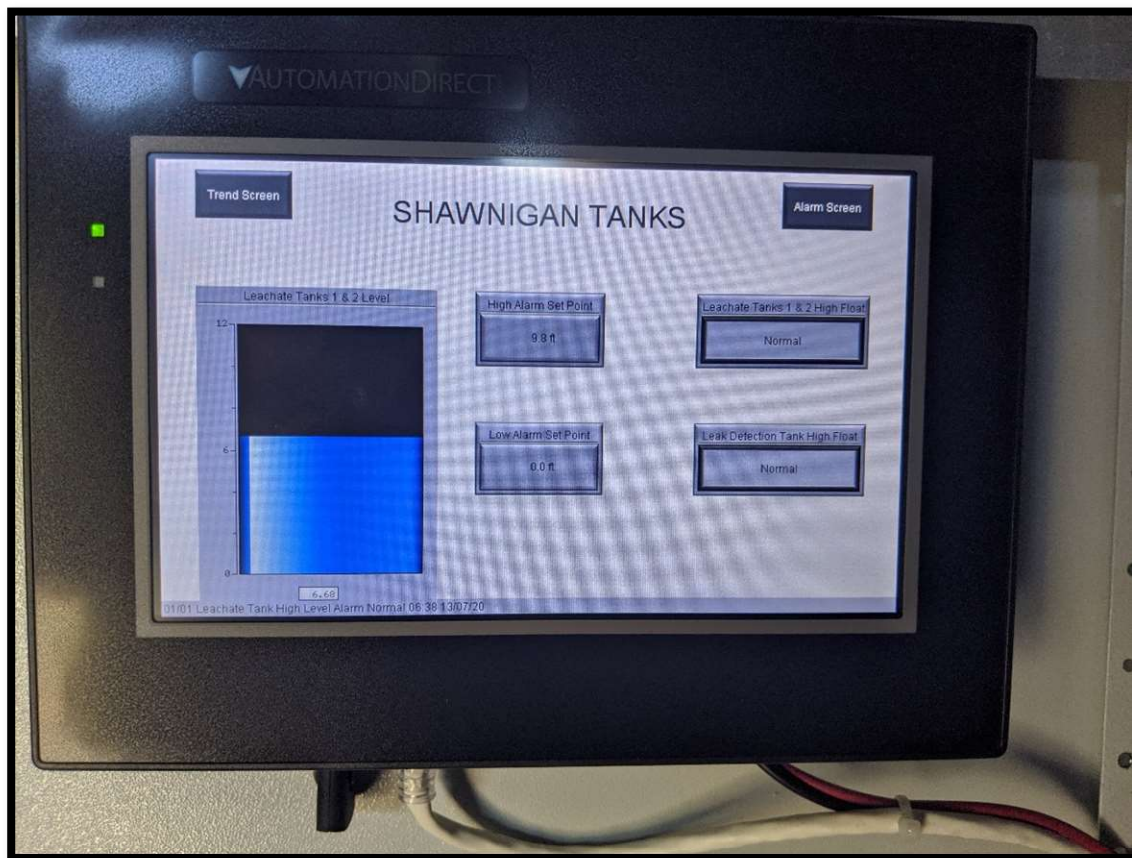 AUTOMATIONDIRECT
Trend Screen
SHAWNIGAN TANKS
Alarm Screen
Leachate Tanks 1 & 2 Level
12
6
0
6.68
High Alarm Set Point
9.8 ft
Low Alarm Set Point
0.0 ft
Leachate Tanks 1 & 2 High Float
Normal
Leak Detection Tank High Float
Normal
01/01 Leachate Tank High Level Alarm Normal 06:38 13/07/20